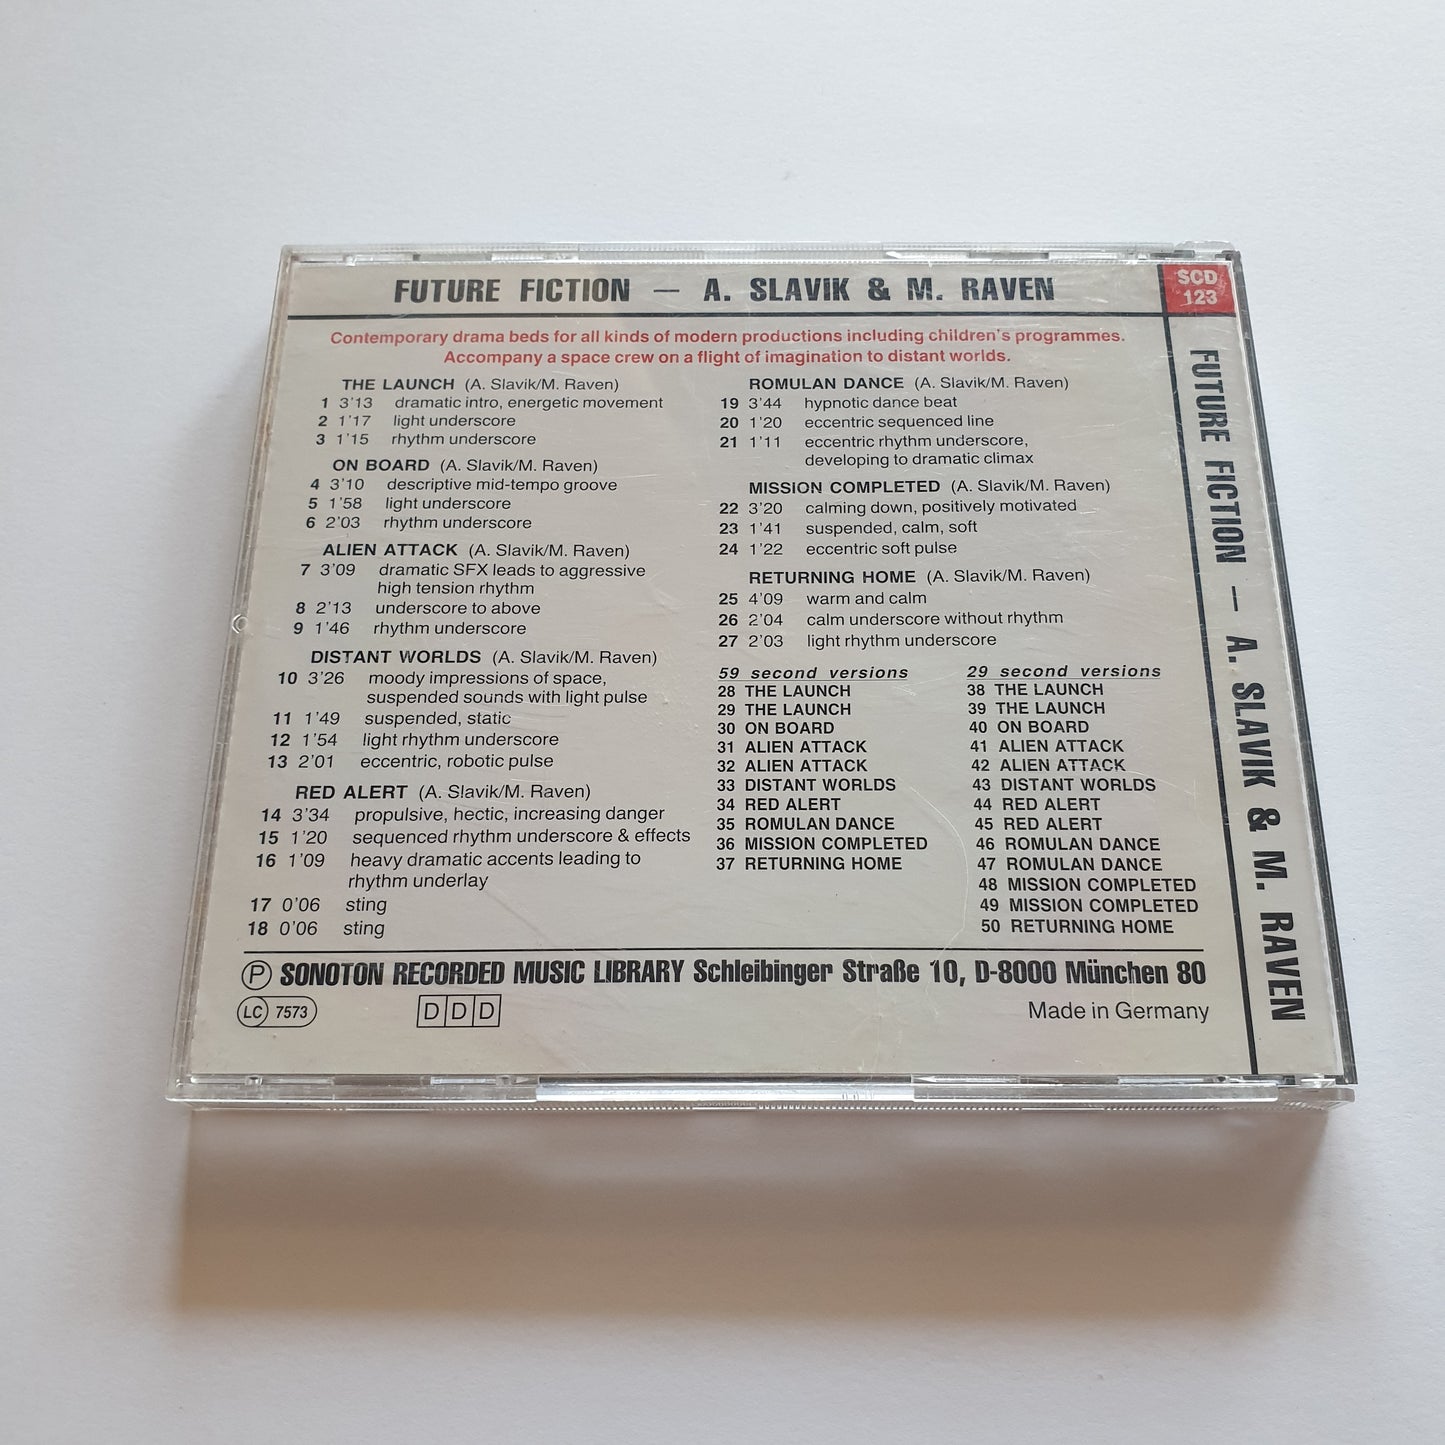 FUTURE FICTION — A. SLAVIK & M. RAVEN
Contemporary drama beds for all kinds of modern productions including children's programmes.
Accompany a space crew on a flight of imagination to distant worlds.
THE LAUNCH (A. Slavik/M. Raven)
1 3'13 dramatic intro, energetic movement
2 1'17 light underscore
3 1'15 rhythm underscore
ON BOARD (A. Slavik/M. Raven)
4 3'10 descriptive mid-tempo groove
5 1'58 light underscore
6 2'03 rhythm underscore
ALIEN ATTACK (A. Slavik/M. Raven)
7 3'09 dramatic SFX leads to aggressive
high tension rhythm
8 2'13 underscore to above
9 1'46 rhythm underscore
DISTANT WORLDS (A. Slavik/M. Raven)
10 3'26 moody impressions of space,
suspended sounds with light pulse
11 1'49 suspended, static
12 1'54 light rhythm underscore
13 2'01 eccentric, robotic pulse
RED ALERT (A. Slavik/M. Raven)
14 3'34 propulsive, hectic, increasing danger
15 1'20 sequenced rhythm underscore & effects
16 1'09 heavy dramatic accents leading to
rhythm underlay
17 0'06 sting
18 0'06 sting
ROMULAN DANCE (A. Slavik/M. Raven)
19 3'44 hypnotic dance beat
20 1'20 eccentric sequenced line
21 1'11 eccentric rhythm underscore,
developing to dramatic climax
MISSION COMPLETED (A. Slavik/M. Raven)
22 3'20 calming down, positively motivated
23 1'41 suspended, calm, soft
24 1'22 eccentric soft pulse
RETURNING HOME (A. Slavik/M. Raven)
25 4'09 warm and calm
26 2'04 calm underscore without rhythm
27 2'03 light rhythm underscore
59 second versions
28 THE LAUNCH
29 THE LAUNCH
30 ON BOARD
31 ALIEN ATTACK
32 ALIEN ATTACK
33 DISTANT WORLDS
34 RED ALERT
35 ROMULAN DANCE
36 MISSION COMPLETED
37 RETURNING HOME
29 second versions
38 THE LAUNCH
39 THE LAUNCH
40 ON BOARD
41 ALIEN ATTACK
42 ALIEN ATTACK
43 DISTANT WORLDS
44 RED ALERT
45 RED ALERT
46 ROMULAN DANCE
47 ROMULAN DANCE
48 MISSION COMPLETED
49 MISSION COMPLETED
50 RETURNING HOME
Ⓟ SONOTON RECORDED MUSIC LIBRARY Schleibinger Straße 10, D-8000 München 80
LC 7573
DDD
Made in Germany
SCD
123
FUTURE FICTION — A. SLAVIK & M. RAVEN